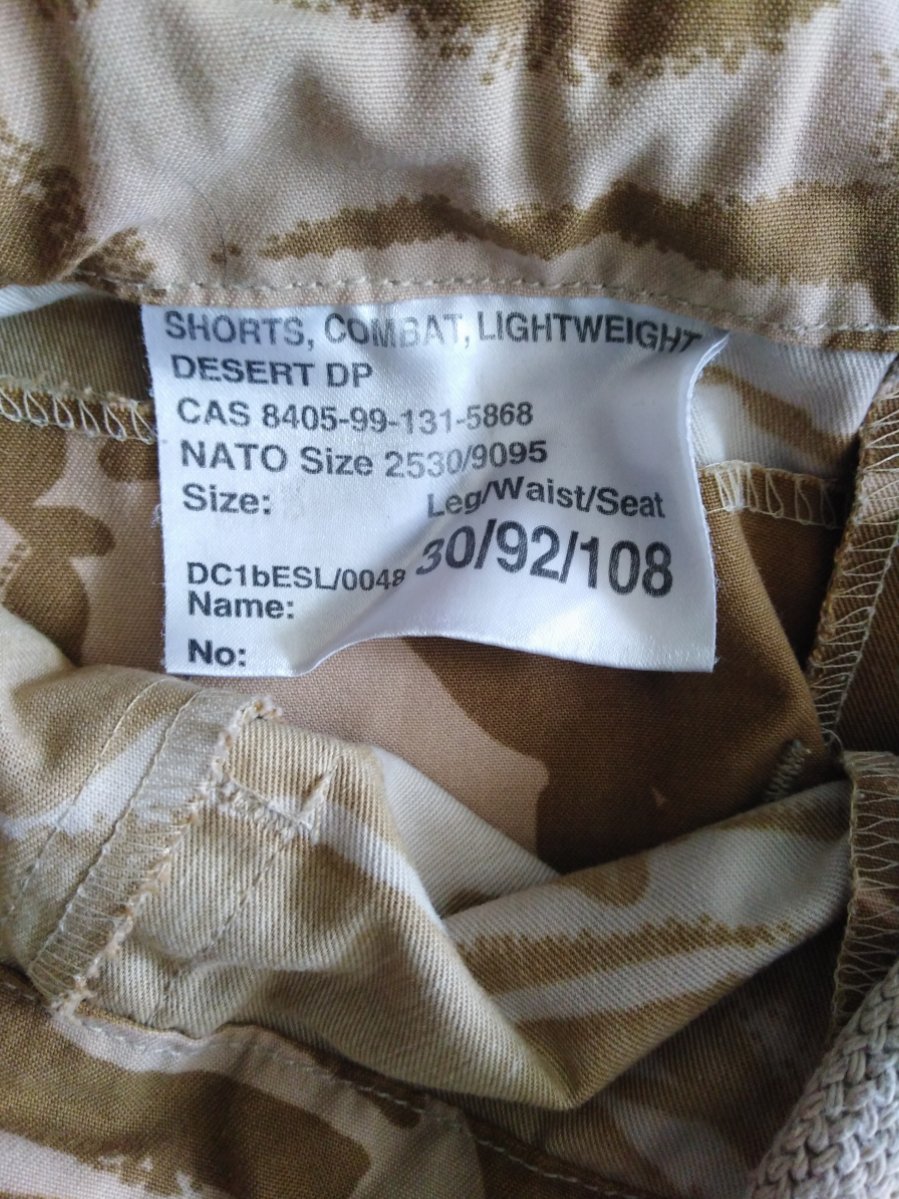 SHORTS, COMBAT, LIGHTWEIGHT
DESERT DP
CAS 8405-99-131-5868
NATO Size 2530/9095
Size: Leg/Waist/Seat
30/92/108
DC1bESL/0048
Name:
No: